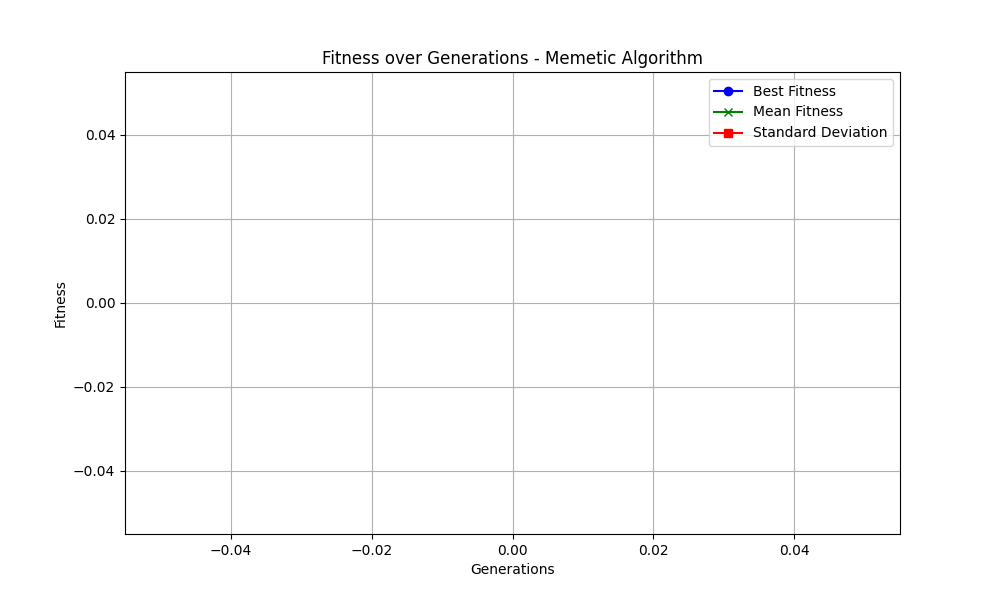 Fitness over Generations - Memetic Algorithm
Best Fitness
Mean Fitness
Standard Deviation
0.04
0.02
0.00
−0.02
−0.04
Fitness
−0.04
−0.02
0.00
0.02
0.04
Generations